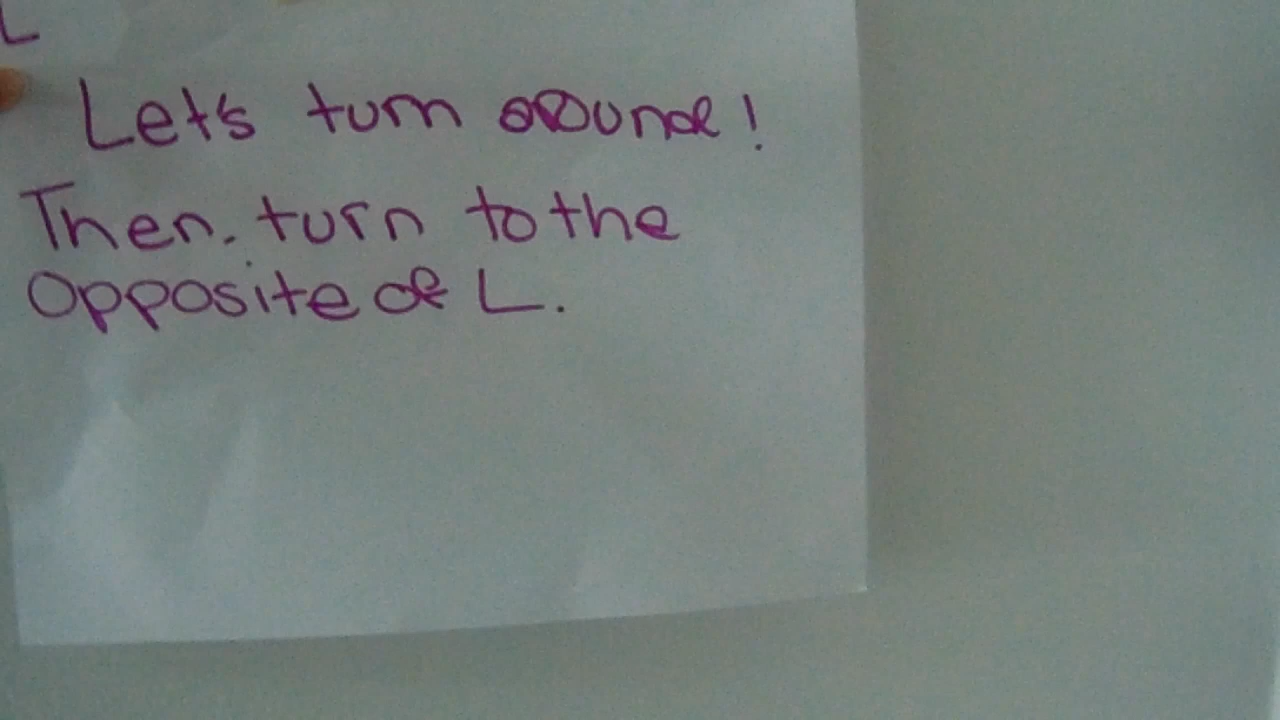 L
Let's turn around!
Then, turn to the
Opposite of L.